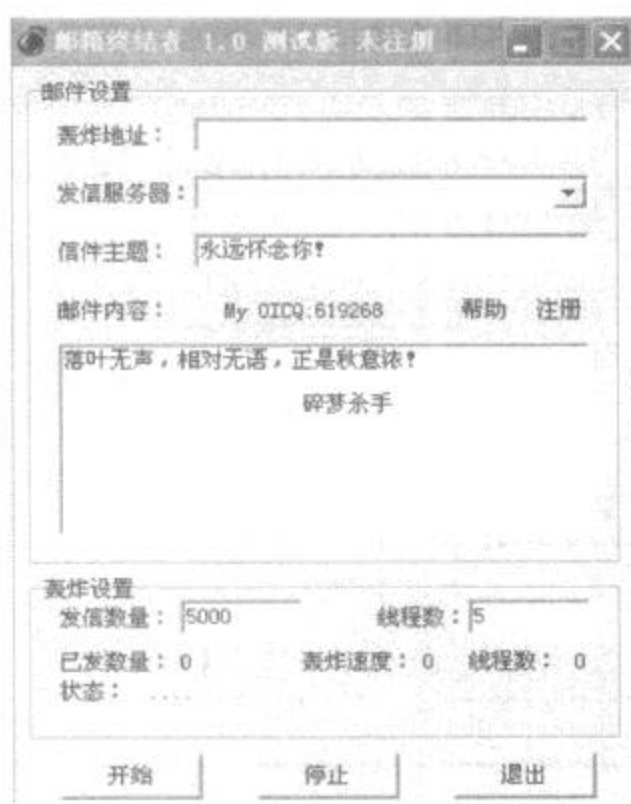 邮箱终结者 1.0 测试版 未注册
邮件设置
轰炸地址：
发信服务器：
信件主题： 永远怀念你！
邮件内容： My OICQ:619268 帮助 注册
落叶无声，相对无语，正是秋意浓！
碎梦杀手
轰炸设置
发信数量： 5000 线程数： 5
已发数量： 0 轰炸速度： 0 线程数： 0
状态： ....
开始 停止 退出